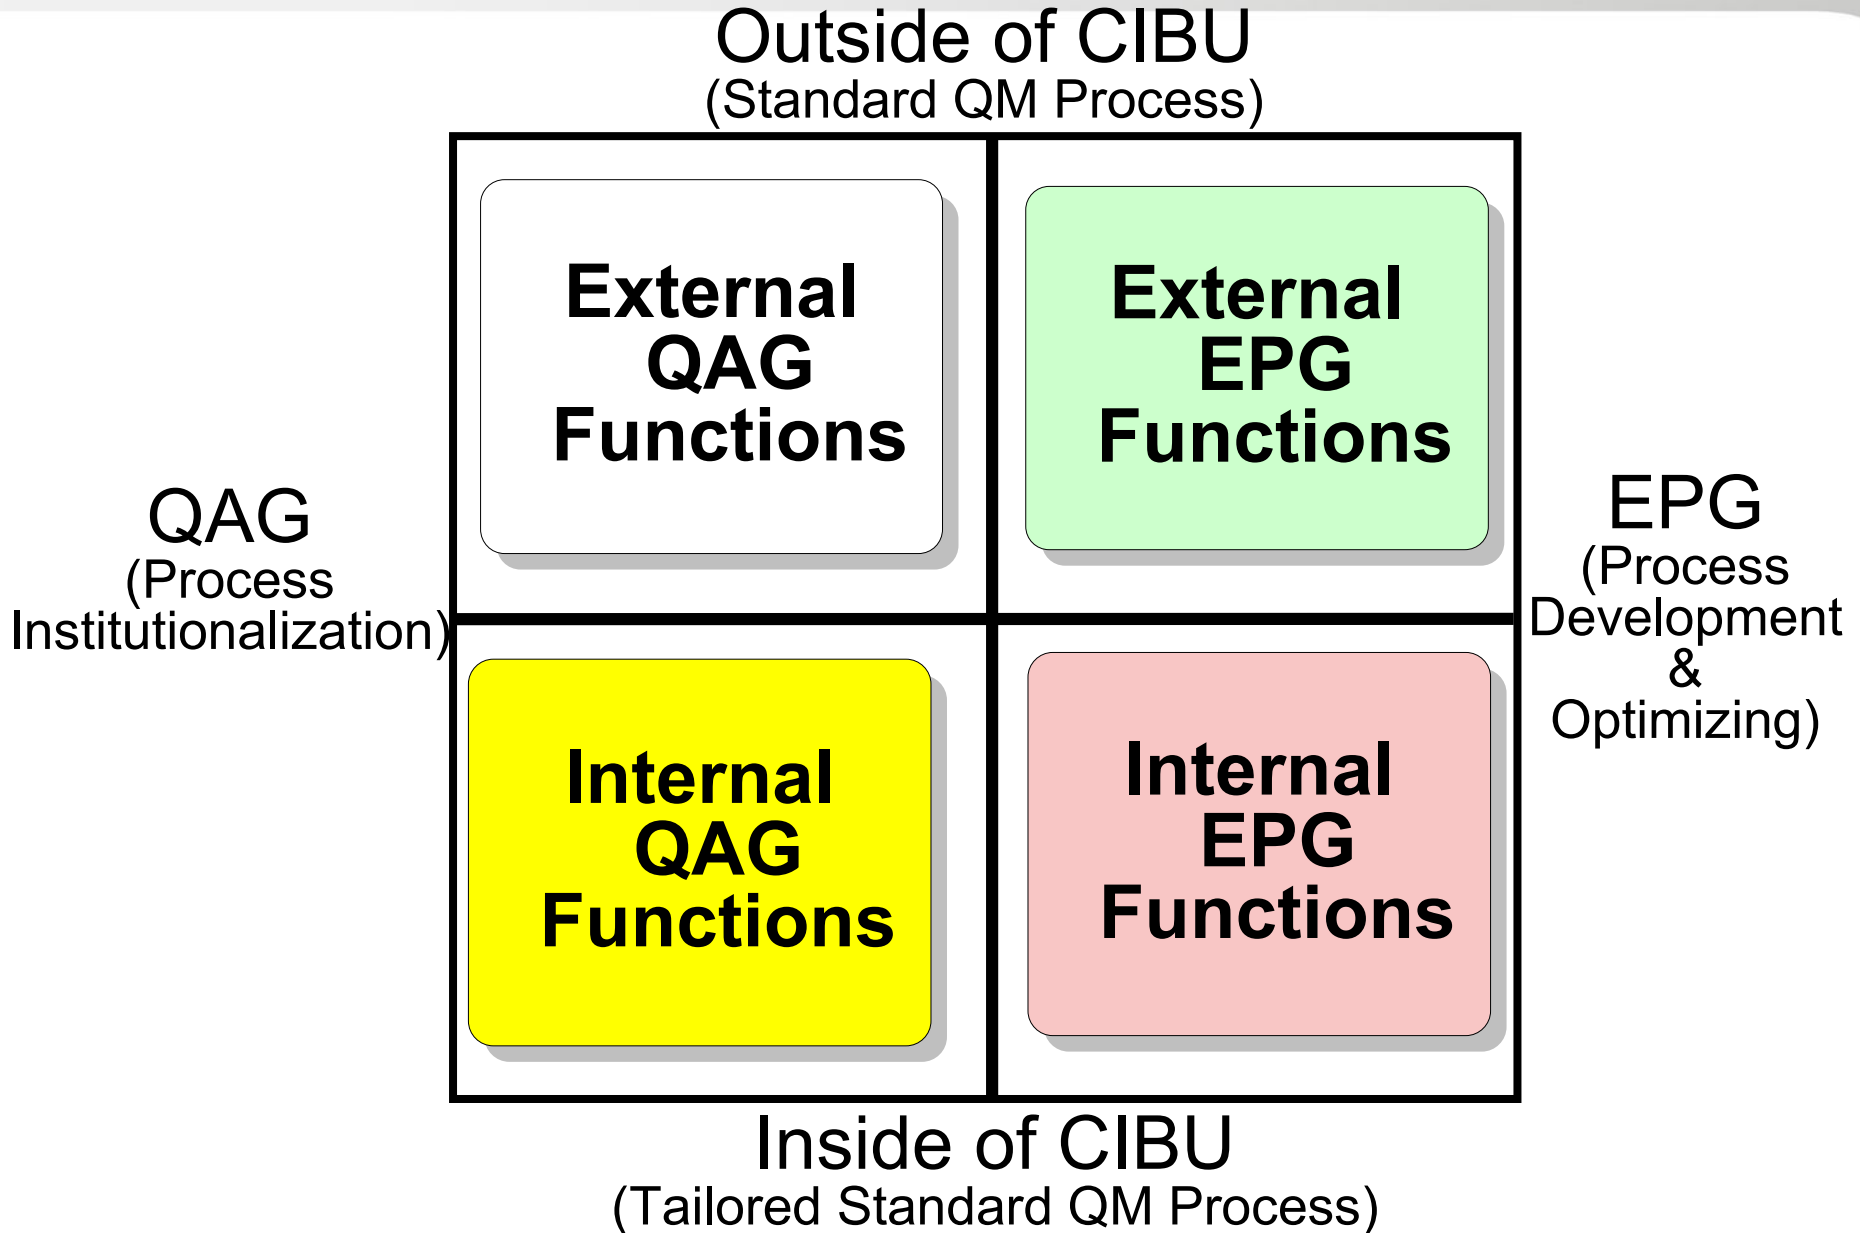 Outside of CIBU
(Standard QM Process)
External
QAG
Functions
External
EPG
Functions
QAG
(Process
Institutionalization)
EPG
(Process
Development
&
Optimizing)
Internal
QAG
Functions
Internal
EPG
Functions
Inside of CIBU
(Tailored Standard QM Process)